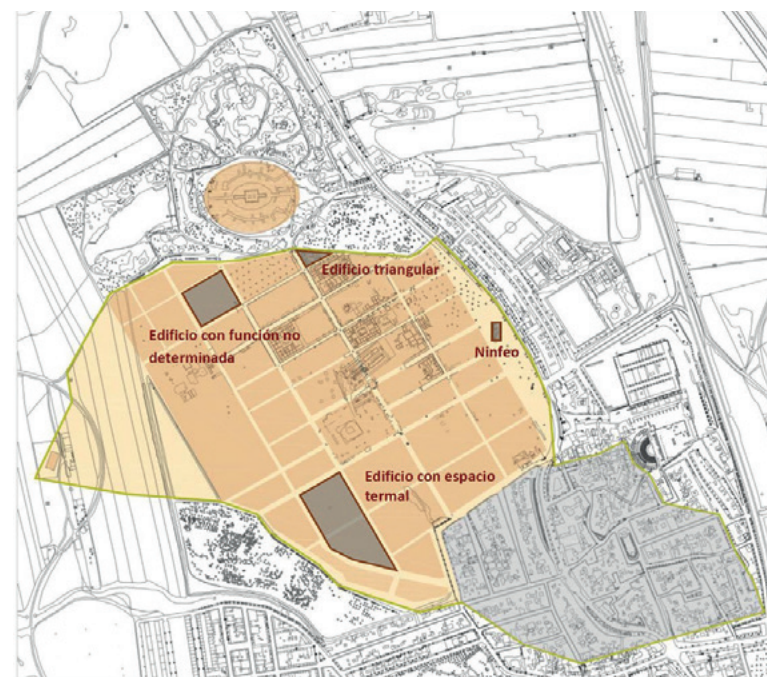 Edificio triangular
Edificio con función no
determinada
Ninfeo
Edificio con espacio
termal